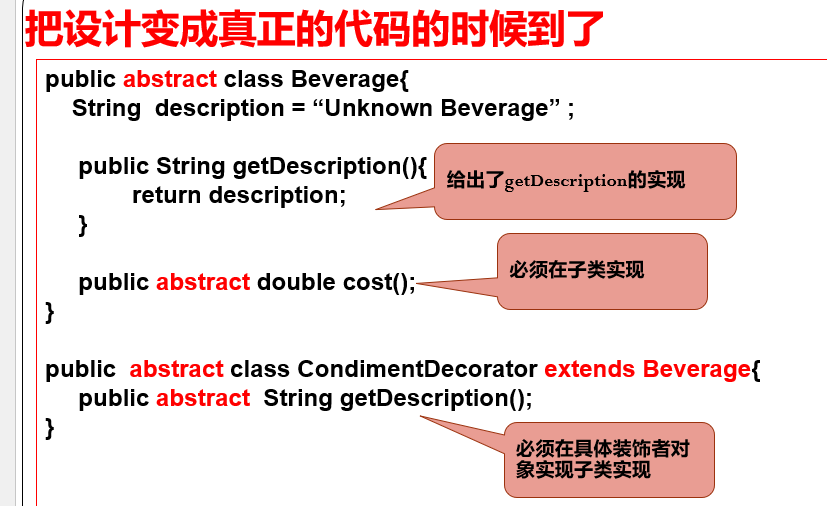 把设计变成真正的代码的时候到了
public abstract class Beverage{
String description = “Unknown Beverage” ;
public String getDescription(){
给出了getDescription的实现
return description;
}
必须在子类实现
public abstract double cost();
}
public abstract class CondimentDecorator extends Beverage{
public abstract String getDescription();
}
必须在具体装饰者对
象实现子类实现